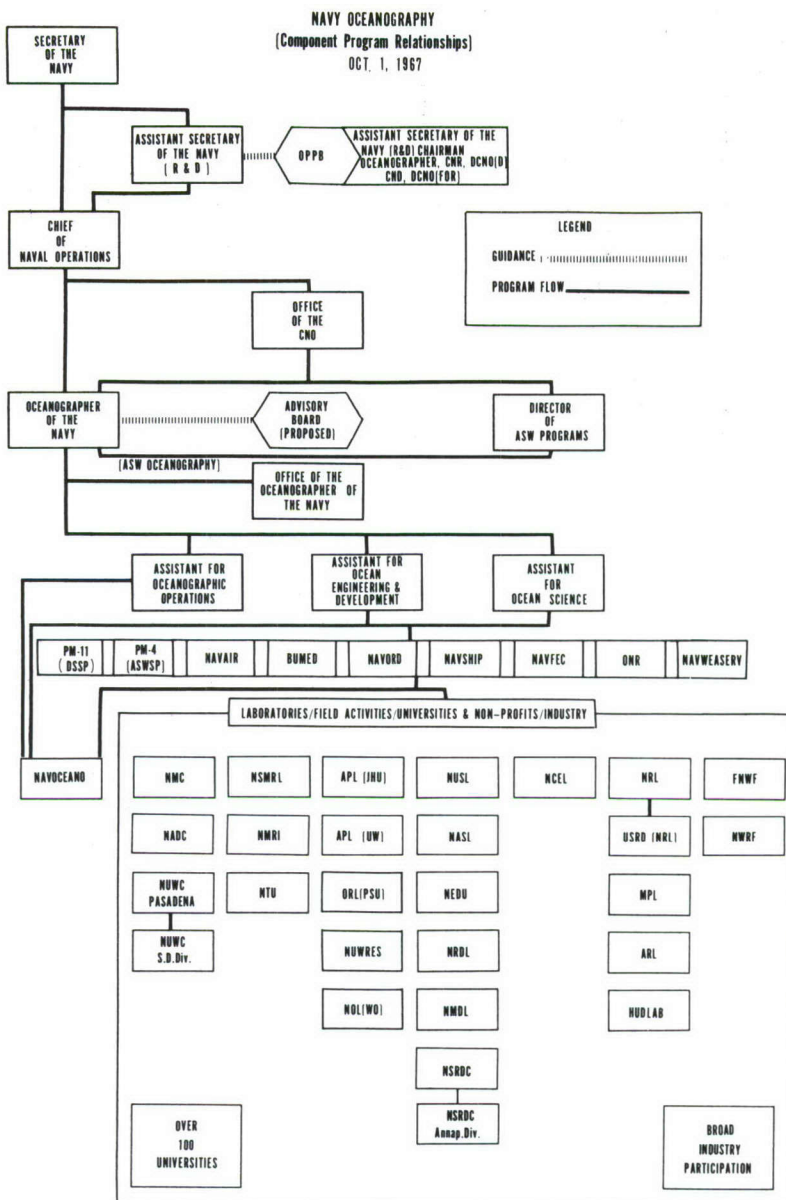 NAVY OCEANOGRAPHY
(Component Program Relationships)
OCT. 1, 1967
SECRETARY
OF THE
NAVY
ASSISTANT SECRETARY
OF THE NAVY
( R & D )
OPPB
ASSISTANT SECRETARY OF THE
NAVY (R&D) CHAIRMAN
OCEANOGRAPHER, CNR, DCNO(D)
CND, DCNO(FOR)
CHIEF
OF
NAVAL OPERATIONS
LEGEND
GUIDANCE
PROGRAM FLOW
OFFICE
OF THE
CNO
OCEANOGRAPHER
OF THE
NAVY
ADVISORY
BOARD
(PROPOSED)
DIRECTOR
OF
ASW PROGRAMS
(ASW OCEANOGRAPHY)
OFFICE OF THE
OCEANOGRAPHER OF
THE NAVY
ASSISTANT FOR
OCEANOGRAPHIC
OPERATIONS
ASSISTANT FOR
OCEAN
ENGINEERING &
DEVELOPMENT
ASSISTANT
FOR
OCEAN SCIENCE
PM-11
(DSSP)
PM-4
(ASWSP)
NAVAIR
BUMED
NAVORD
NAVSHIP
NAVFEC
ONR
NAVWEASERV
LABORATORIES/FIELD ACTIVITIES/UNIVERSITIES & NON-PROFITS/INDUSTRY
NAVOCEANO
NMC
NSMRL
APL (JHU)
NUSL
NCEL
NRL
FNWF
NADC
NMRI
APL (UW)
NASL
USRD (NRL)
NWRF
NUWC
PASADENA
NTU
ORL(PSU)
NEDU
MPL
NUWC
S.D.Div.
NUWRES
NRDL
ARL
NOL(WO)
NMDL
HUDLAB
NSRDC
NSRDC
Annap.Div.
OVER
100
UNIVERSITIES
BROAD
INDUSTRY
PARTICIPATION